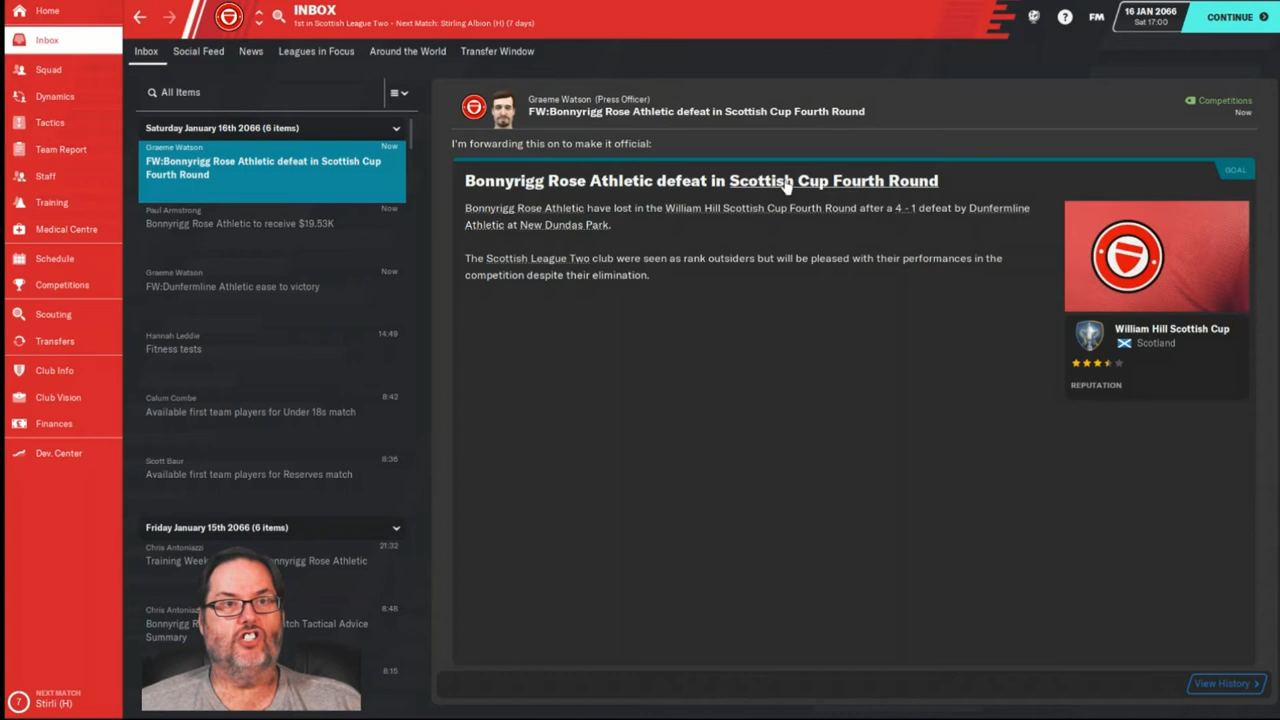 Home
Inbox
Squad
Dynamics
Tactics
Team Report
Staff
Training
Medical Centre
Schedule
Competitions
Scouting
Transfers
Club Info
Club Vision
Finances
Dev. Center
NEXT MATCH
7 Stirli (H)
INBOX
1st in Scottish League Two - Next Match: Stirling Albion (H) (7 days)
FM
16 JAN 2066
Sat 17:00
CONTINUE
Inbox Social Feed News Leagues in Focus Around the World Transfer Window
All Items
Saturday January 16th 2066 (6 items)
Graeme Watson Now
FW:Bonnyrigg Rose Athletic defeat in Scottish Cup
Fourth Round
Paul Armstrong Now
Bonnyrigg Rose Athletic to receive $19.53K
Graeme Watson Now
FW:Dunfermline Athletic ease to victory
Hannah Leddie 14:49
Fitness tests
Calum Combe 8:42
Available first team players for Under 18s match
Scott Baur 8:36
Available first team players for Reserves match
Friday January 15th 2066 (6 items)
Chris Antoniazzi 21:32
Training Week nnyrigg Rose Athletic
Chris Antoniaz 8:48
Bonnyrigg R tch Tactical Advice
Summary
8:15
Graeme Watson (Press Officer)
FW:Bonnyrigg Rose Athletic defeat in Scottish Cup Fourth Round
Competitions
Now
I'm forwarding this on to make it official:
GOAL
Bonnyrigg Rose Athletic defeat in Scottish Cup Fourth Round
Bonnyrigg Rose Athletic have lost in the William Hill Scottish Cup Fourth Round after a 4 - 1 defeat by Dunfermline
Athletic at New Dundas Park.
The Scottish League Two club were seen as rank outsiders but will be pleased with their performances in the
competition despite their elimination.
William Hill Scottish Cup
Scotland
REPUTATION
View History